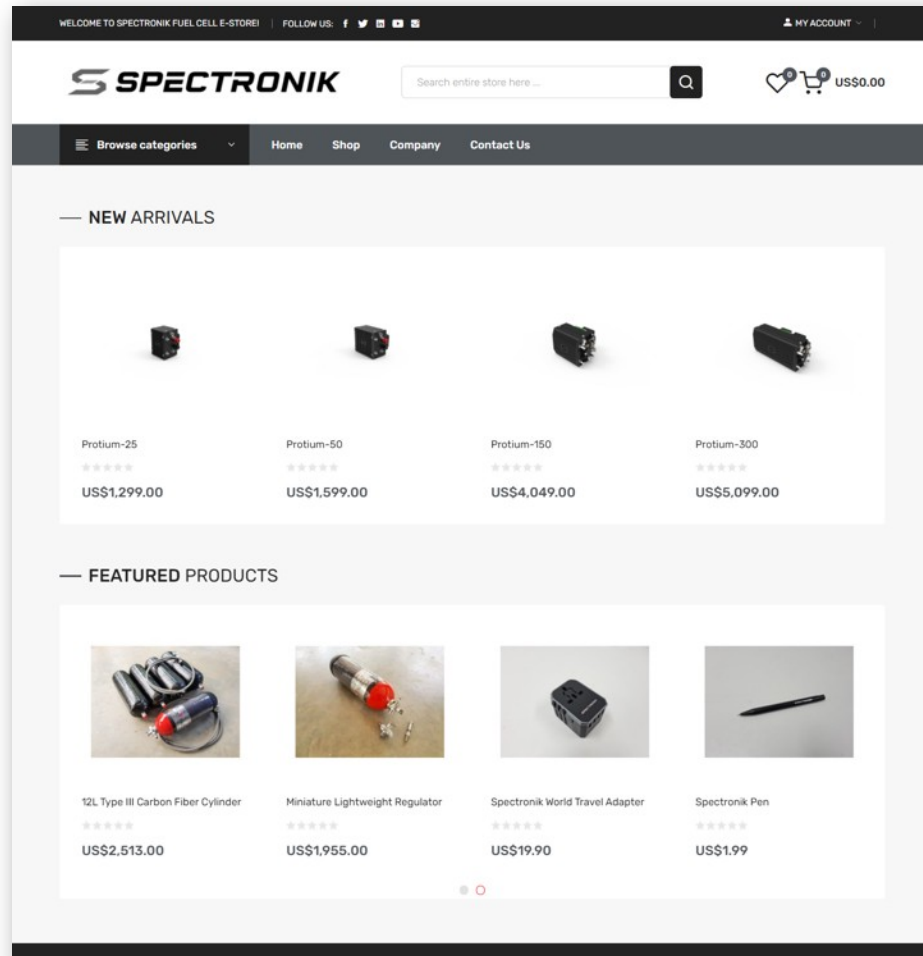 WELCOME TO SPECTRONIK FUEL CELL E-STORE! FOLLOW US: MY ACCOUNT
SPECTRONIK
Search entire store here ...
0 0 US$0.00
Browse categories Home Shop Company Contact Us
NEW ARRIVALS
Protium-25 Protium-50 Protium-150 Protium-300
US$1,299.00 US$1,599.00 US$4,049.00 US$5,099.00
FEATURED PRODUCTS
12L Type III Carbon Fiber Cylinder Miniature Lightweight Regulator Spectronik World Travel Adapter Spectronik Pen
US$2,513.00 US$1,955.00 US$19.90 US$1.99